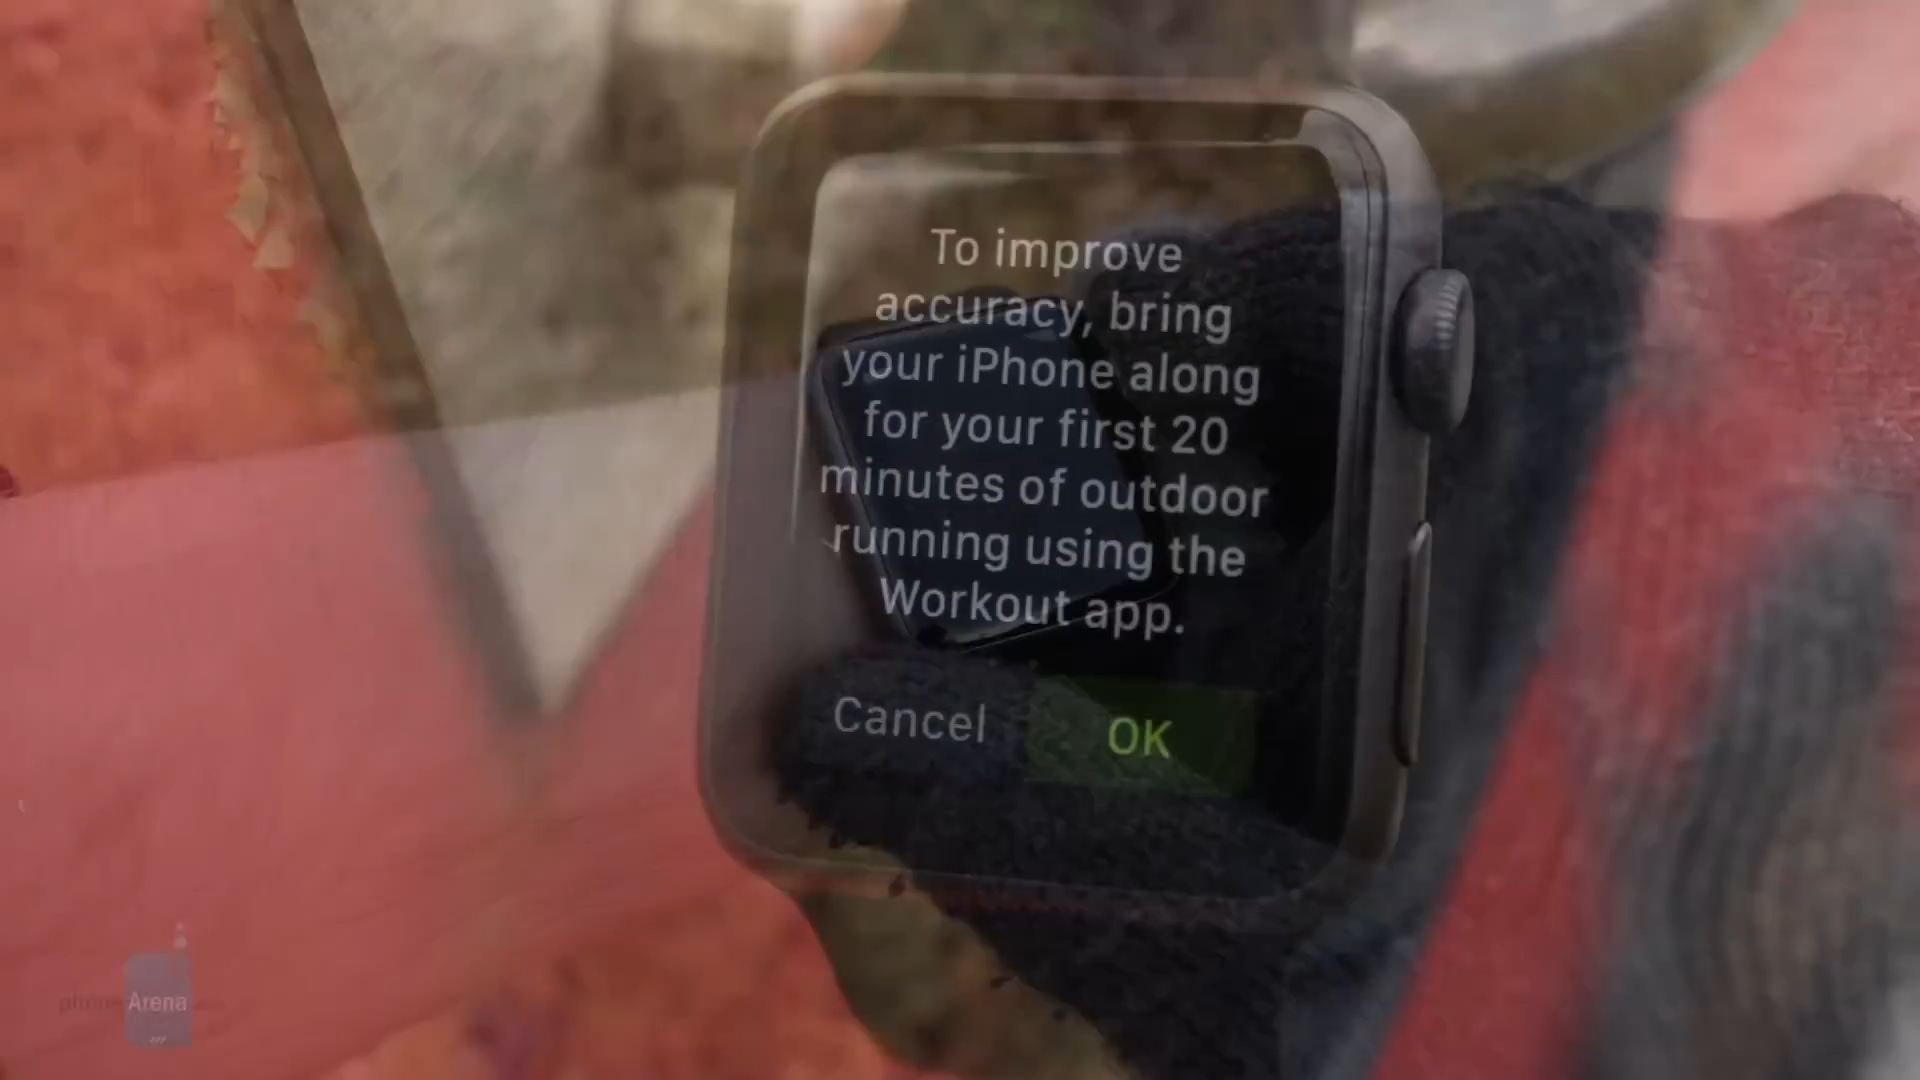 To improve
accuracy, bring
your iPhone along
for your first 20
minutes of outdoor
running using the
Workout app.
Cancel
OK
phoneArena